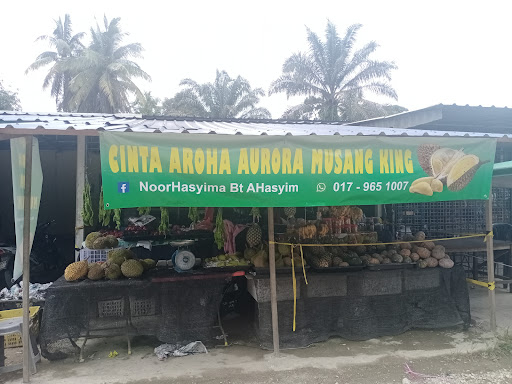 CINTA AROHA AURORA MUSANG KING
NoorHasyima Bt AHasyim 017 - 965 1007